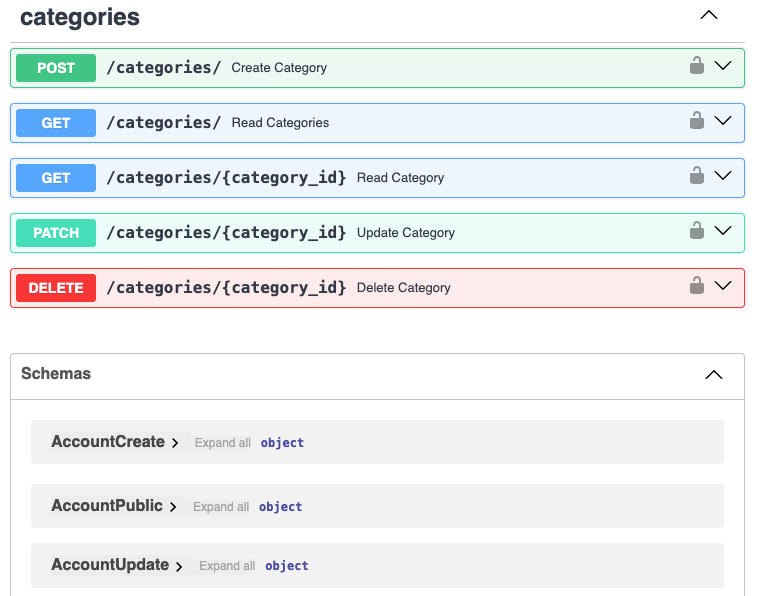 categories
POST /categories/ Create Category
GET /categories/ Read Categories
GET /categories/{category_id} Read Category
PATCH /categories/{category_id} Update Category
DELETE /categories/{category_id} Delete Category
Schemas
AccountCreate Expand all object
AccountPublic Expand all object
AccountUpdate Expand all object